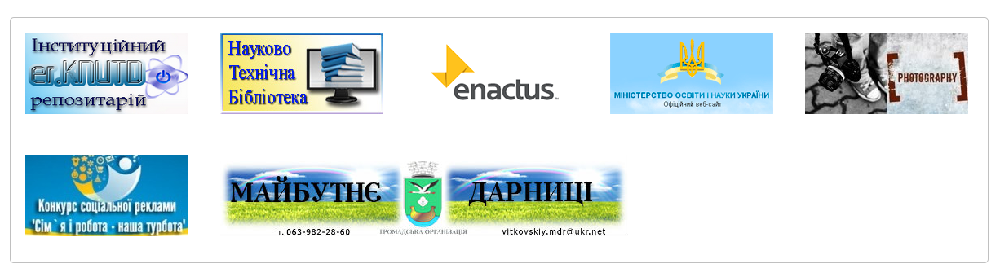 Інституційний
er.KNUTD
репозитарій
Науково
Технічна
Бібліотека
enactus
МІНІСТЕРСТВО ОСВІТИ І НАУКИ УКРАЇНИ
Офіційний веб-сайт
[PHOTOGRAPHY]
Конкурс соціальної реклами
'Сім`я і робота - наша турбота'
МАЙБУТНЄ ДАРНИЦІ
т. 063-982-28-60 ГРОМАДСЬКА ОРГАНІЗАЦІЯ vitkovskiy.mdr@ukr.net